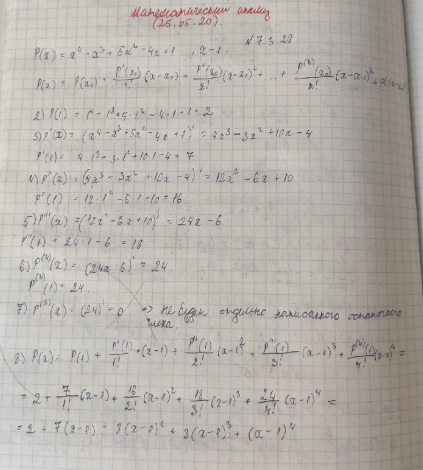 Математический анализ
(25.05.20).
N 7.3.28
P(x) = x⁴ - x³ + 5x² - 4x + 1, x-1.
P(x) = P(x₀) + P'(x₀)/1! (x-x₀) + P''(x₀)/2! (x-x₀)² + ... + P⁽ⁿ⁾(x₀)/n! (x-x₀)
2) P(1) = 1⁴ - 1³ + 5·1² - 4·1 + 1 = 2
3) P'(x) = (x⁴ - x³ + 5x² - 4x + 1)' = 4x³ - 3x² + 10x - 4
P'(1) = 4·1³ + 3·1² + 10·1 - 4 = 7
4) P''(x) = (4x³ - 3x² + 10x - 4)' = 12x² - 6x + 10
P''(1) = 12·1² - 6·1 + 10 = 16
5) P'''(x) = (12x² - 6x + 10)' = 24x - 6
P'''(1) = 24·1 - 6 = 18
6) P⁽⁴⁾(x) = (24x - 6)' = 24
P⁽⁴⁾(1) = 24.
7) P⁽⁵⁾(x) = (24)' = 0 => не будем отдельно остаточного
члена.
8) P(x) = P(1) + P'(1)/1! · (x-1) + P''(1)/2! (x-1)² + P'''(1)/3! (x-1)³ + P⁽⁴⁾(1)/4! (x-1)⁴ =
= 2 + 7/1! (x-1) + 16/2! (x-1)² + 18/3! (x-1)³ + 24/4! (x-1)⁴ =
= 2 + 7(x-1) + 8(x-1)² + 3(x-1)³ + (x-1)⁴